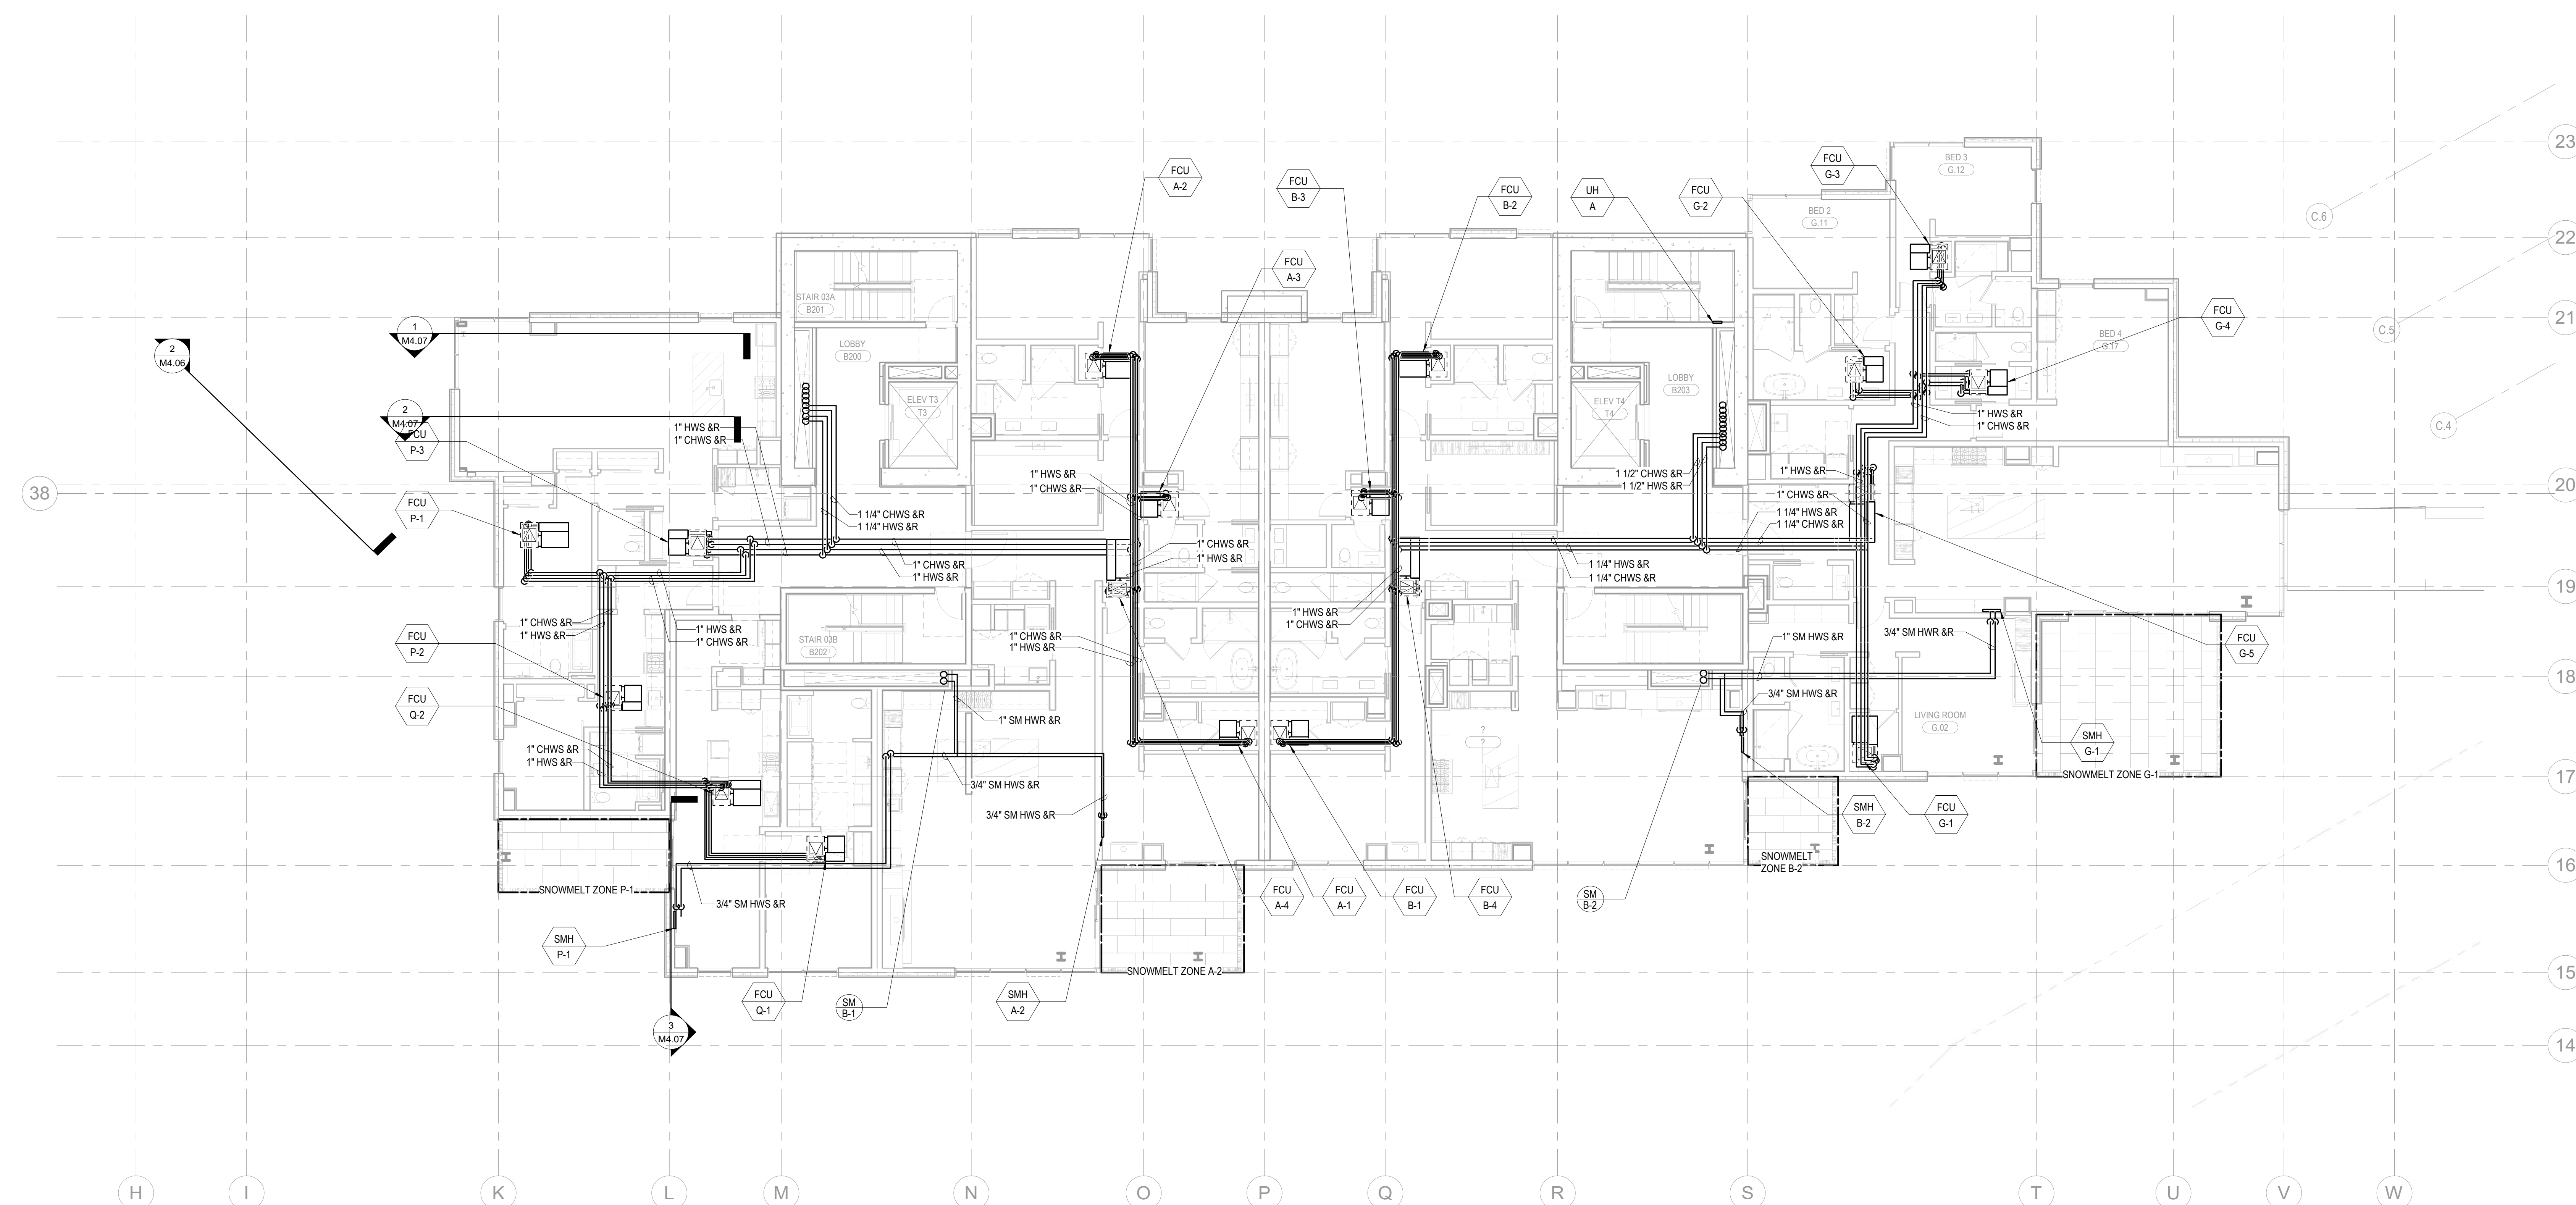 23
BED 3
G.12
FCU
G-3
FCU
A-2
FCU
B-3
FCU
B-2
UH
A
FCU
G-2
BED 2
G.11
C.6
22
FCU
A-3
STAIR 03A
B201
FCU
G-4
21
C.5
1
M4.07
2
M4.06
LOBBY
B200
BED 4
G.17
LOBBY
B203
ELEV T3
T3
ELEV T4
T4
2
M4.07
FCU
P-3
1" HWS &R
1" CHWS &R
1" HWS &R
1" CHWS &R
C.4
1" HWS &R
1" CHWS &R
1 1/2" CHWS &R
1 1/2" HWS &R
1" HWS &R
1" CHWS &R
38
20
FCU
P-1
1 1/4" CHWS &R
1 1/4" HWS &R
1 1/4" HWS &R
1 1/4" CHWS &R
1" CHWS &R
1" HWS &R
1" CHWS &R
1" HWS &R
1 1/4" HWS &R
1 1/4" CHWS &R
19
1" CHWS &R
1" HWS &R
1" HWS &R
1" CHWS &R
1" HWS &R
1" CHWS &R
FCU
P-2
STAIR 03B
B202
1" CHWS &R
1" HWS &R
1" SM HWS &R
3/4" SM HWR &R
FCU
G-5
18
FCU
Q-2
1" SM HWR &R
3/4" SM HWS &R
LIVING ROOM
G.02
?
?
SMH
G-1
1" CHWS &R
1" HWS &R
SNOWMELT ZONE G-1
17
3/4" SM HWS &R
3/4" SM HWS &R
SMH
B-2
FCU
G-1
SNOWMELT
ZONE B-2
16
SNOWMELT ZONE P-1
3/4" SM HWS &R
FCU
A-4
FCU
A-1
FCU
B-1
FCU
B-4
SM
B-2
SMH
P-1
SNOWMELT ZONE A-2
15
FCU
Q-1
SM
B-1
SMH
A-2
3
M4.07
14
H
I
K
L
M
N
O
P
Q
R
S
T
U
V
W